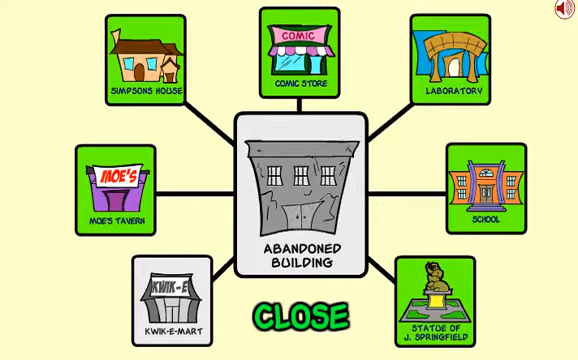 COMIC
SIMPSONS HOUSE
COMIC STORE
LABORATORY
MOE'S
MOE'S TAVERN
SCHOOL
ABANDONED
BUILDING
KWIK-E
KWIK-E-MART
CLOSE
STATUE OF
J. SPRINGFIELD